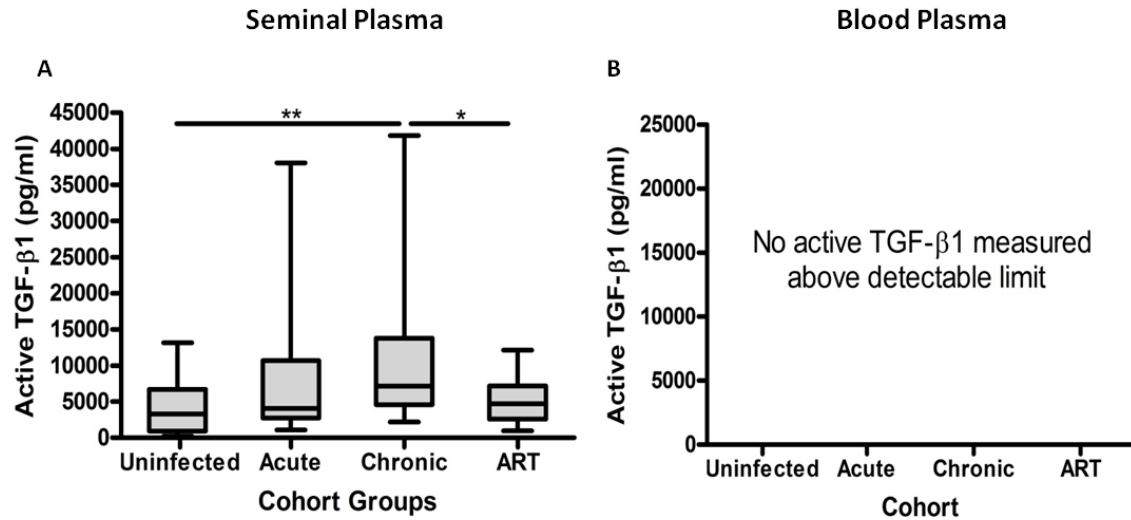 Seminal Plasma
A
Active TGF-β1 (pg/ml)
45000
40000
35000
30000
25000
20000
15000
10000
5000
0
**
*
Uninfected Acute Chronic ART
Cohort Groups
Blood Plasma
B
Active TGF-β1 (pg/ml)
25000
20000
15000
10000
5000
0
No active TGF-β1 measured
above detectable limit
Uninfected Acute Chronic ART
Cohort